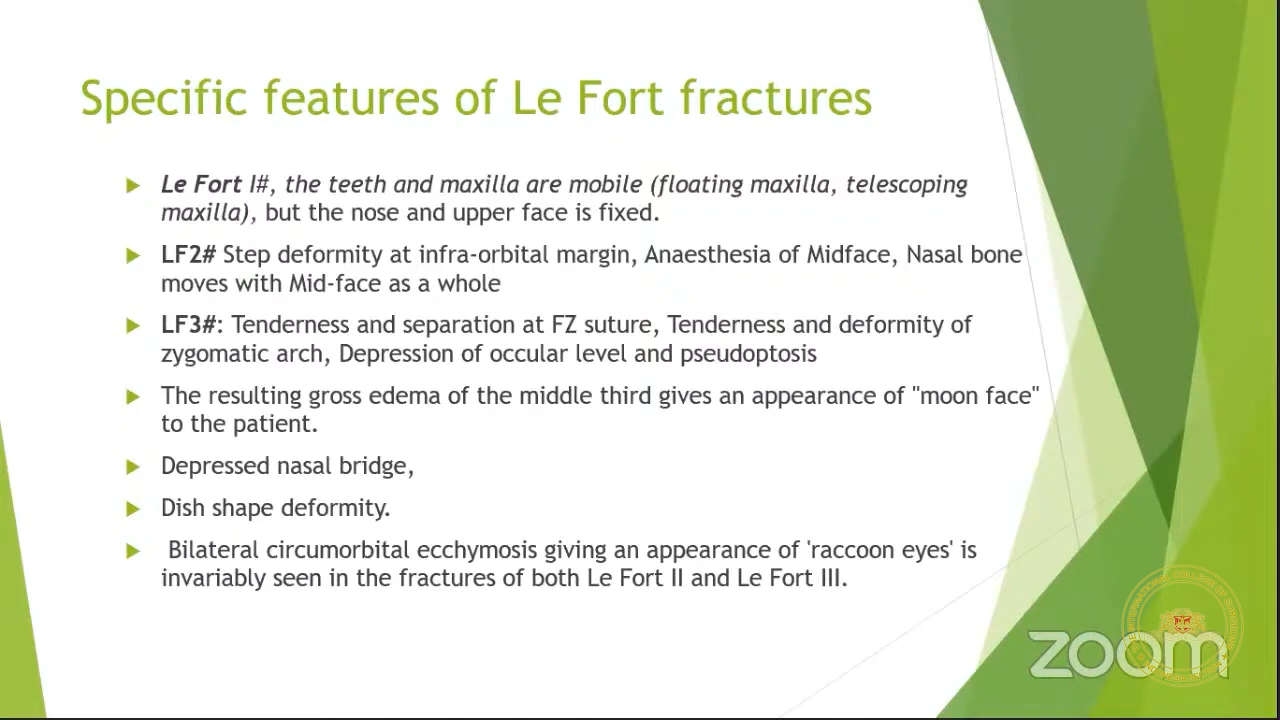 Specific features of Le Fort fractures
Le Fort I#, the teeth and maxilla are mobile (floating maxilla, telescoping
maxilla), but the nose and upper face is fixed.
LF2# Step deformity at infra-orbital margin, Anaesthesia of Midface, Nasal bone
moves with Mid-face as a whole
LF3#: Tenderness and separation at FZ suture, Tenderness and deformity of
zygomatic arch, Depression of occular level and pseudoptosis
The resulting gross edema of the middle third gives an appearance of "moon face"
to the patient.
Depressed nasal bridge,
Dish shape deformity.
Bilateral circumorbital ecchymosis giving an appearance of 'raccoon eyes' is
invariably seen in the fractures of both Le Fort II and Le Fort III.
zoom